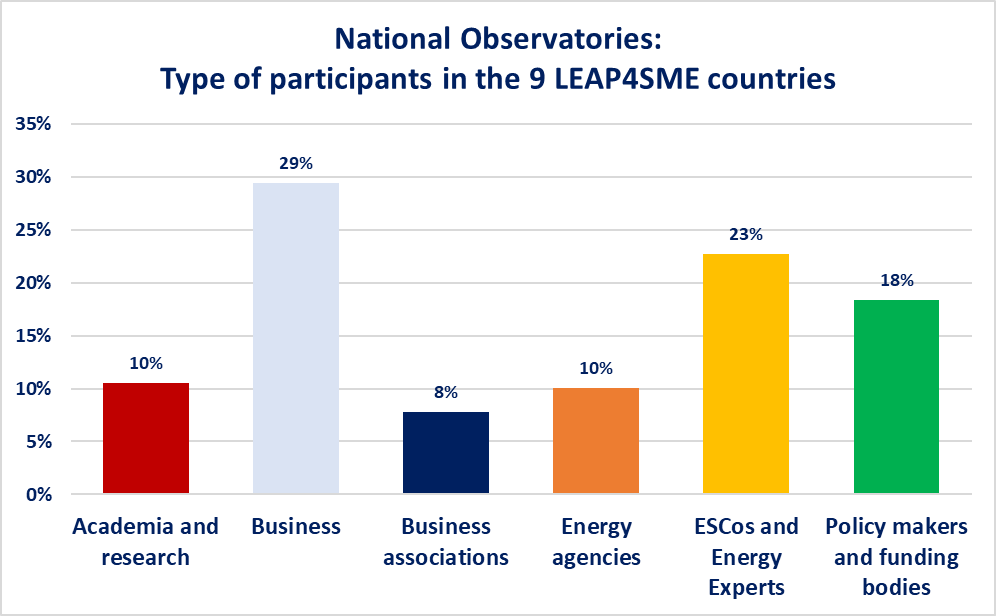 National Observatories:
Type of participants in the 9 LEAP4SME countries
35%
30%
25%
20%
15%
10%
5%
0%
10%
29%
8%
10%
23%
18%
Academia and
research
Business
Business
associations
Energy
agencies
ESCos and
Energy
Experts
Policy makers
and funding
bodies